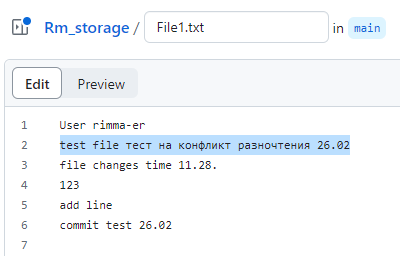 Rm_storage / File1.txt in main
Edit Preview
1 User rimma-er
2 test file тест на конфликт разночтения 26.02
3 file changes time 11.28.
4 123
5 add line
6 commit test 26.02
7